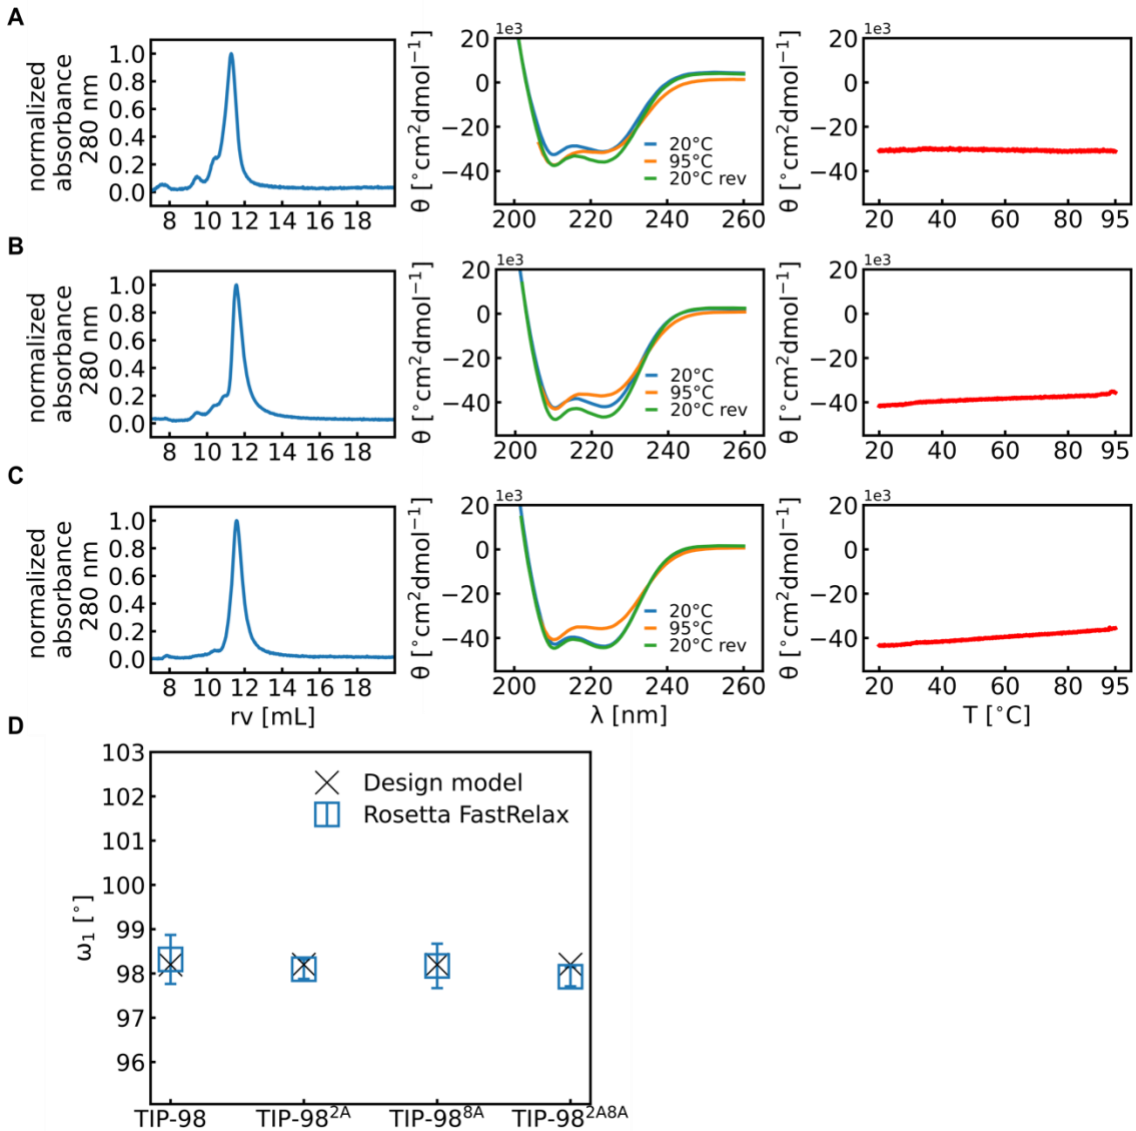 A
normalized
absorbance
280 nm
1.0
0.8
0.6
0.4
0.2
0.0
8 10 12 14 16 18
θ [°cm²dmol⁻¹]
1e3
20
0
−20
−40
20°C
95°C
20°C rev
200 220 240 260
θ [°cm²dmol⁻¹]
1e3
20
0
−20
−40
20 40 60 80 95
B
normalized
absorbance
280 nm
1.0
0.8
0.6
0.4
0.2
0.0
8 10 12 14 16 18
θ [°cm²dmol⁻¹]
1e3
20
0
−20
−40
20°C
95°C
20°C rev
200 220 240 260
θ [°cm²dmol⁻¹]
1e3
20
0
−20
−40
20 40 60 80 95
C
normalized
absorbance
280 nm
1.0
0.8
0.6
0.4
0.2
0.0
8 10 12 14 16 18
rv [mL]
θ [°cm²dmol⁻¹]
1e3
20
0
−20
−40
20°C
95°C
20°C rev
200 220 240 260
λ [nm]
θ [°cm²dmol⁻¹]
1e3
20
0
−20
−40
20 40 60 80 95
T [°C]
D
ω₁ [°]
103
102
101
100
99
98
97
96
Design model
Rosetta FastRelax
TIP-98 TIP-98²ᴬ TIP-98⁸ᴬ TIP-98²ᴬ⁸ᴬ